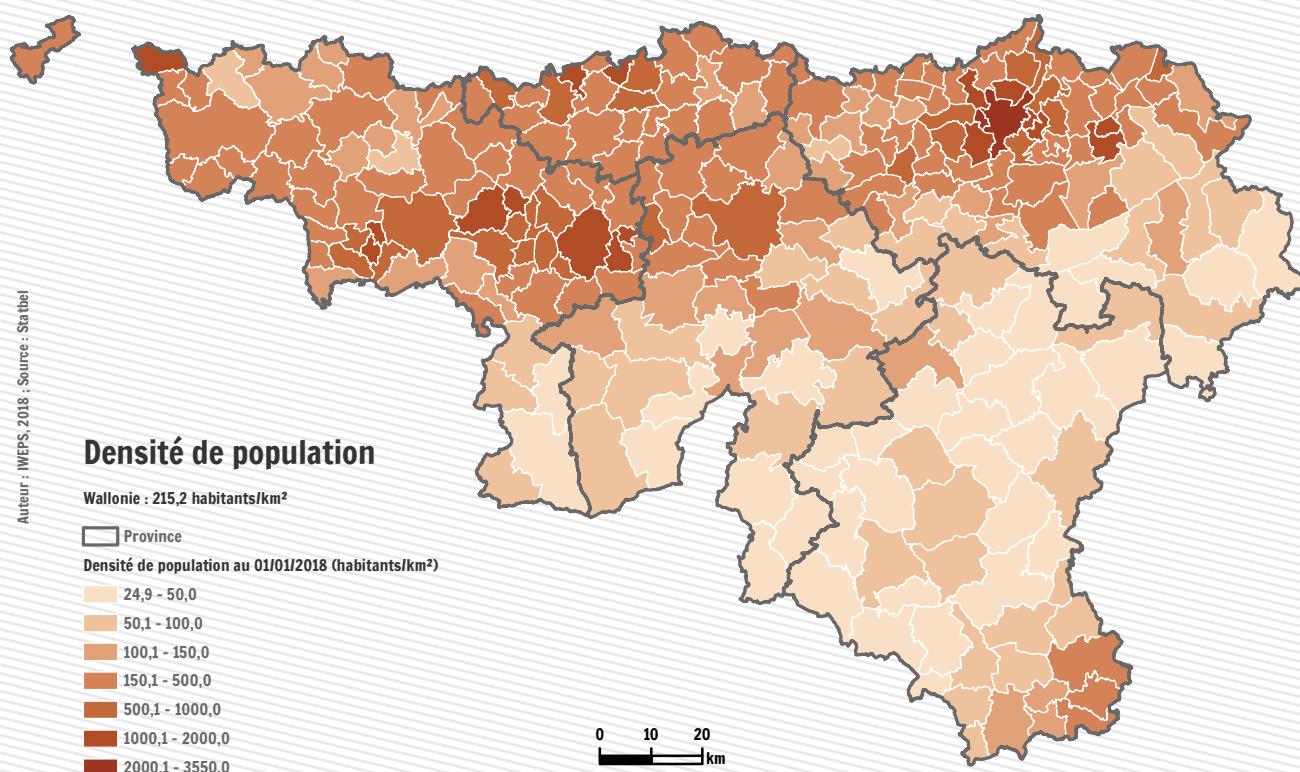 Auteur : IWEPS, 2018 ; Source : Statbel
Densité de population
Wallonie : 215,2 habitants/km²
Province
Densité de population au 01/01/2018 (habitants/km²)
24,9 - 50,0
50,1 - 100,0
100,1 - 150,0
150,1 - 500,0
500,1 - 1000,0
1000,1 - 2000,0
2000,1 - 3550,0
0 10 20
km